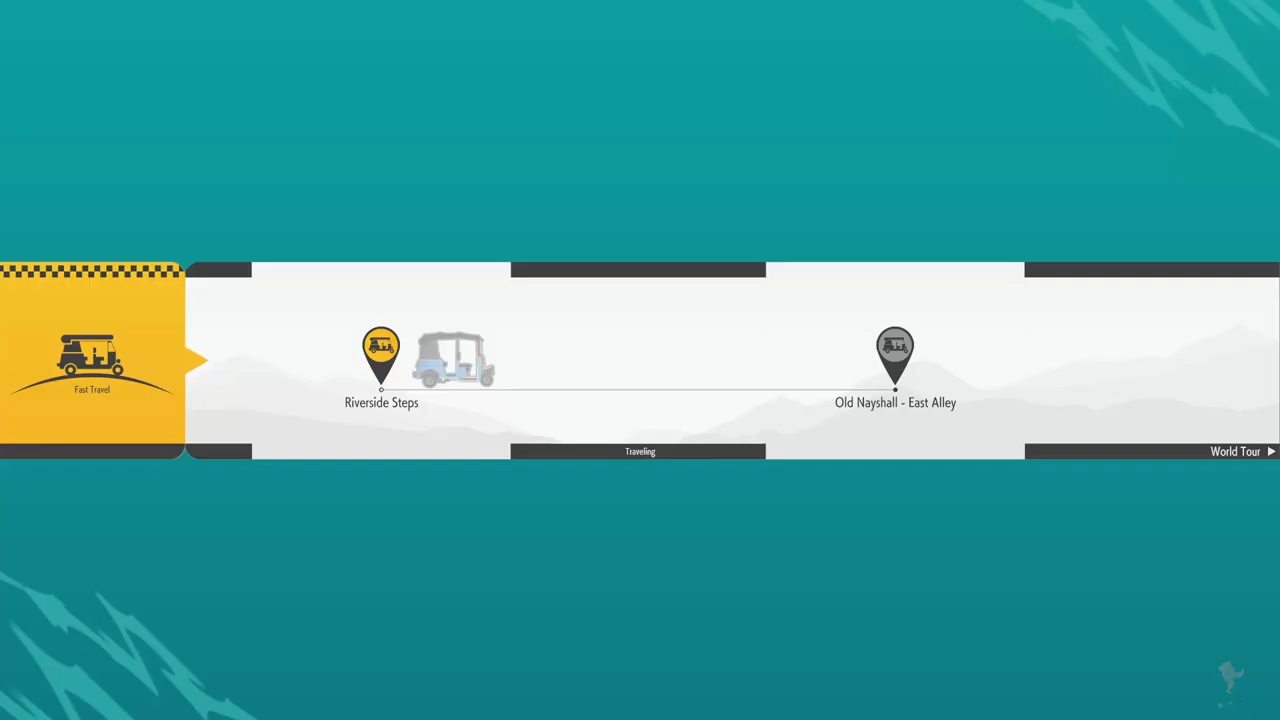 Fast Travel
Riverside Steps
Old Nayshall - East Alley
Traveling
World Tour